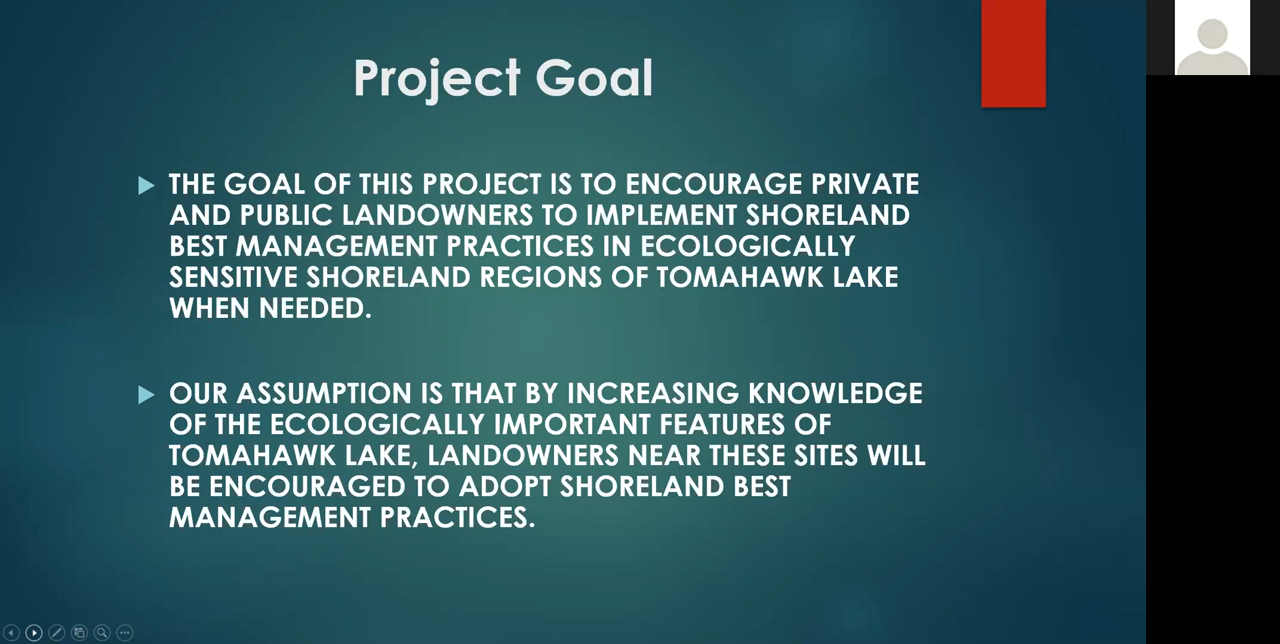 Project Goal
THE GOAL OF THIS PROJECT IS TO ENCOURAGE PRIVATE
AND PUBLIC LANDOWNERS TO IMPLEMENT SHORELAND
BEST MANAGEMENT PRACTICES IN ECOLOGICALLY
SENSITIVE SHORELAND REGIONS OF TOMAHAWK LAKE
WHEN NEEDED.
OUR ASSUMPTION IS THAT BY INCREASING KNOWLEDGE
OF THE ECOLOGICALLY IMPORTANT FEATURES OF
TOMAHAWK LAKE, LANDOWNERS NEAR THESE SITES WILL
BE ENCOURAGED TO ADOPT SHORELAND BEST
MANAGEMENT PRACTICES.